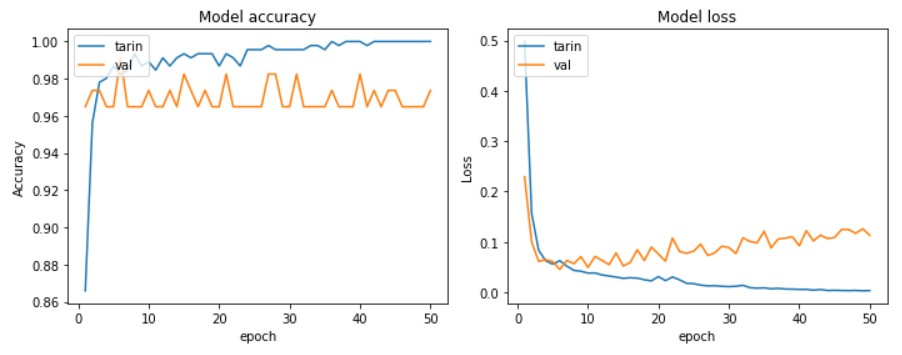 Model accuracy
1.00
0.98
0.96
0.94
0.92
0.90
0.88
0.86
Accuracy
tarin
val
0 10 20 30 40 50
epoch
Model loss
0.5
0.4
0.3
0.2
0.1
0.0
Loss
tarin
val
0 10 20 30 40 50
epoch